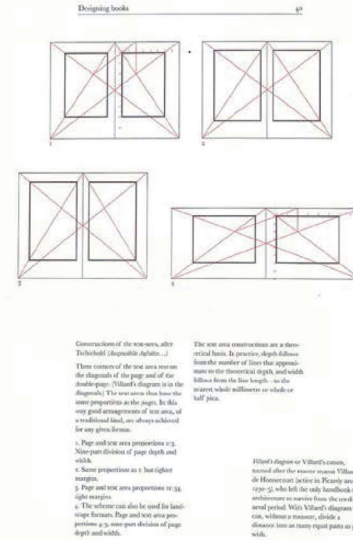 Designing books 40
1
2
3
4
Constructions of the text-area, after
Tschichold
Three corners of the text area rest on
the diagonals of the page and of the
double-page. (Villard's diagram is in the
diagonals.) The text areas thus have the
same proportions as the pages. In this
way good arrangements of text area, of
a traditional kind, are always achieved
for any given format.
1. Page and text area proportions 2:3.
Nine-part division of page depth and
width.
2. Same proportions as 1: but tighter
margins.
3. Page and text area proportions
tight margins.
4. The scheme can also be used for land-
scape formats. Page and text area pro-
portions 4:3; nine-part division of page
depth and width.
The text area constructions are a theo-
retical basis. In practice, depth follows
from the number of lines that approxi-
mate to the theoretical depth, and width
follows from the line length – to the
nearest whole millimetre or whole or
half pica.
Villard's diagram or Villard's canon,
named after the master mason Villar
de Honnecourt (active in Picardy aro
1230-5), who left the only handbook o
architecture to survive from the
aeval period. With Villard's diagram
can, without a measure, divide a
distance into as many equal parts as
wish.